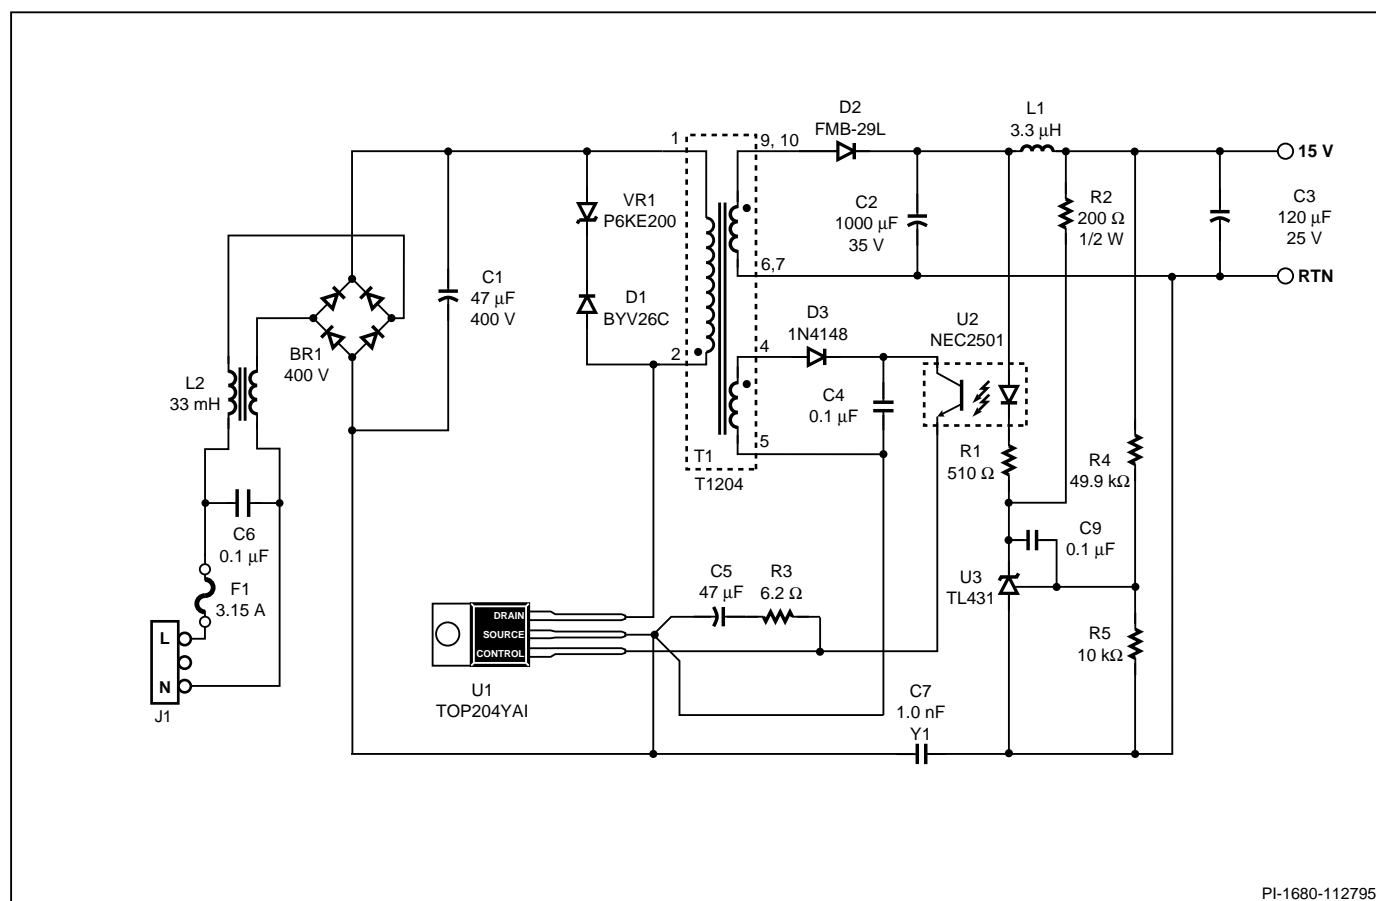 D2
FMB-29L
L1
3.3 µH
1
9, 10
15 V
VR1
P6KE200
C2
1000 µF
35 V
R2
200 Ω
1/2 W
C3
120 µF
25 V
6,7
RTN
C1
47 µF
400 V
D1
BYV26C
D3
1N4148
U2
NEC2501
BR1
400 V
2
4
L2
33 mH
C4
0.1 µF
5
T1
T1204
R1
510 Ω
R4
49.9 kΩ
C6
0.1 µF
C9
0.1 µF
F1
3.15 A
C5
47 µF
R3
6.2 Ω
U3
TL431
DRAIN
SOURCE
CONTROL
L
N
J1
R5
10 kΩ
U1
TOP204YAI
C7
1.0 nF
Y1
PI-1680-112795